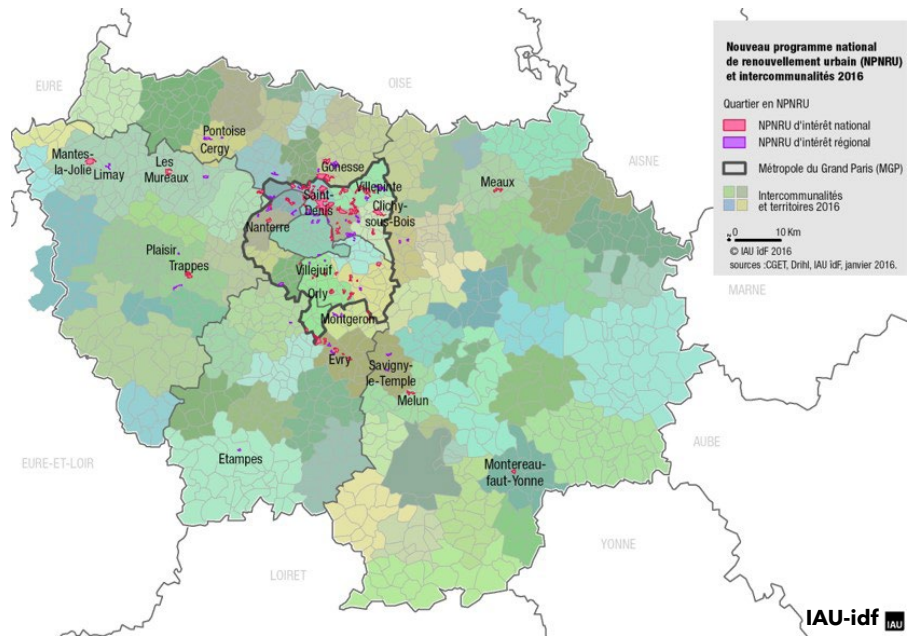 Nouveau programme national
de renouvellement urbain (NPNRU)
et intercommunalités 2016
Quartier en NPNRU
NPNRU d'intérêt national
NPNRU d'intérêt régional
Métropole du Grand Paris (MGP)
Intercommunalités
et territoires 2016
0 10 Km
© IAU îdF 2016
sources :CGET, Drihl, IAU îdF, janvier 2016.
EURE
OISE
AISNE
MARNE
AUBE
YONNE
LOIRET
EURE-ET-LOIR
Pontoise
Cergy
Mantes-
la-Jolie
Limay
Les
Mureaux
Gonesse
Villepinte
Saint-
Denis
Clichy-
sous-Bois
Nanterre
Meaux
Plaisir
Trappes
Villejuif
Orly
Montgeron
Evry
Savigny-
le-Temple
Melun
Etampes
Montereau-
faut-Yonne
IAU-idf
IAU